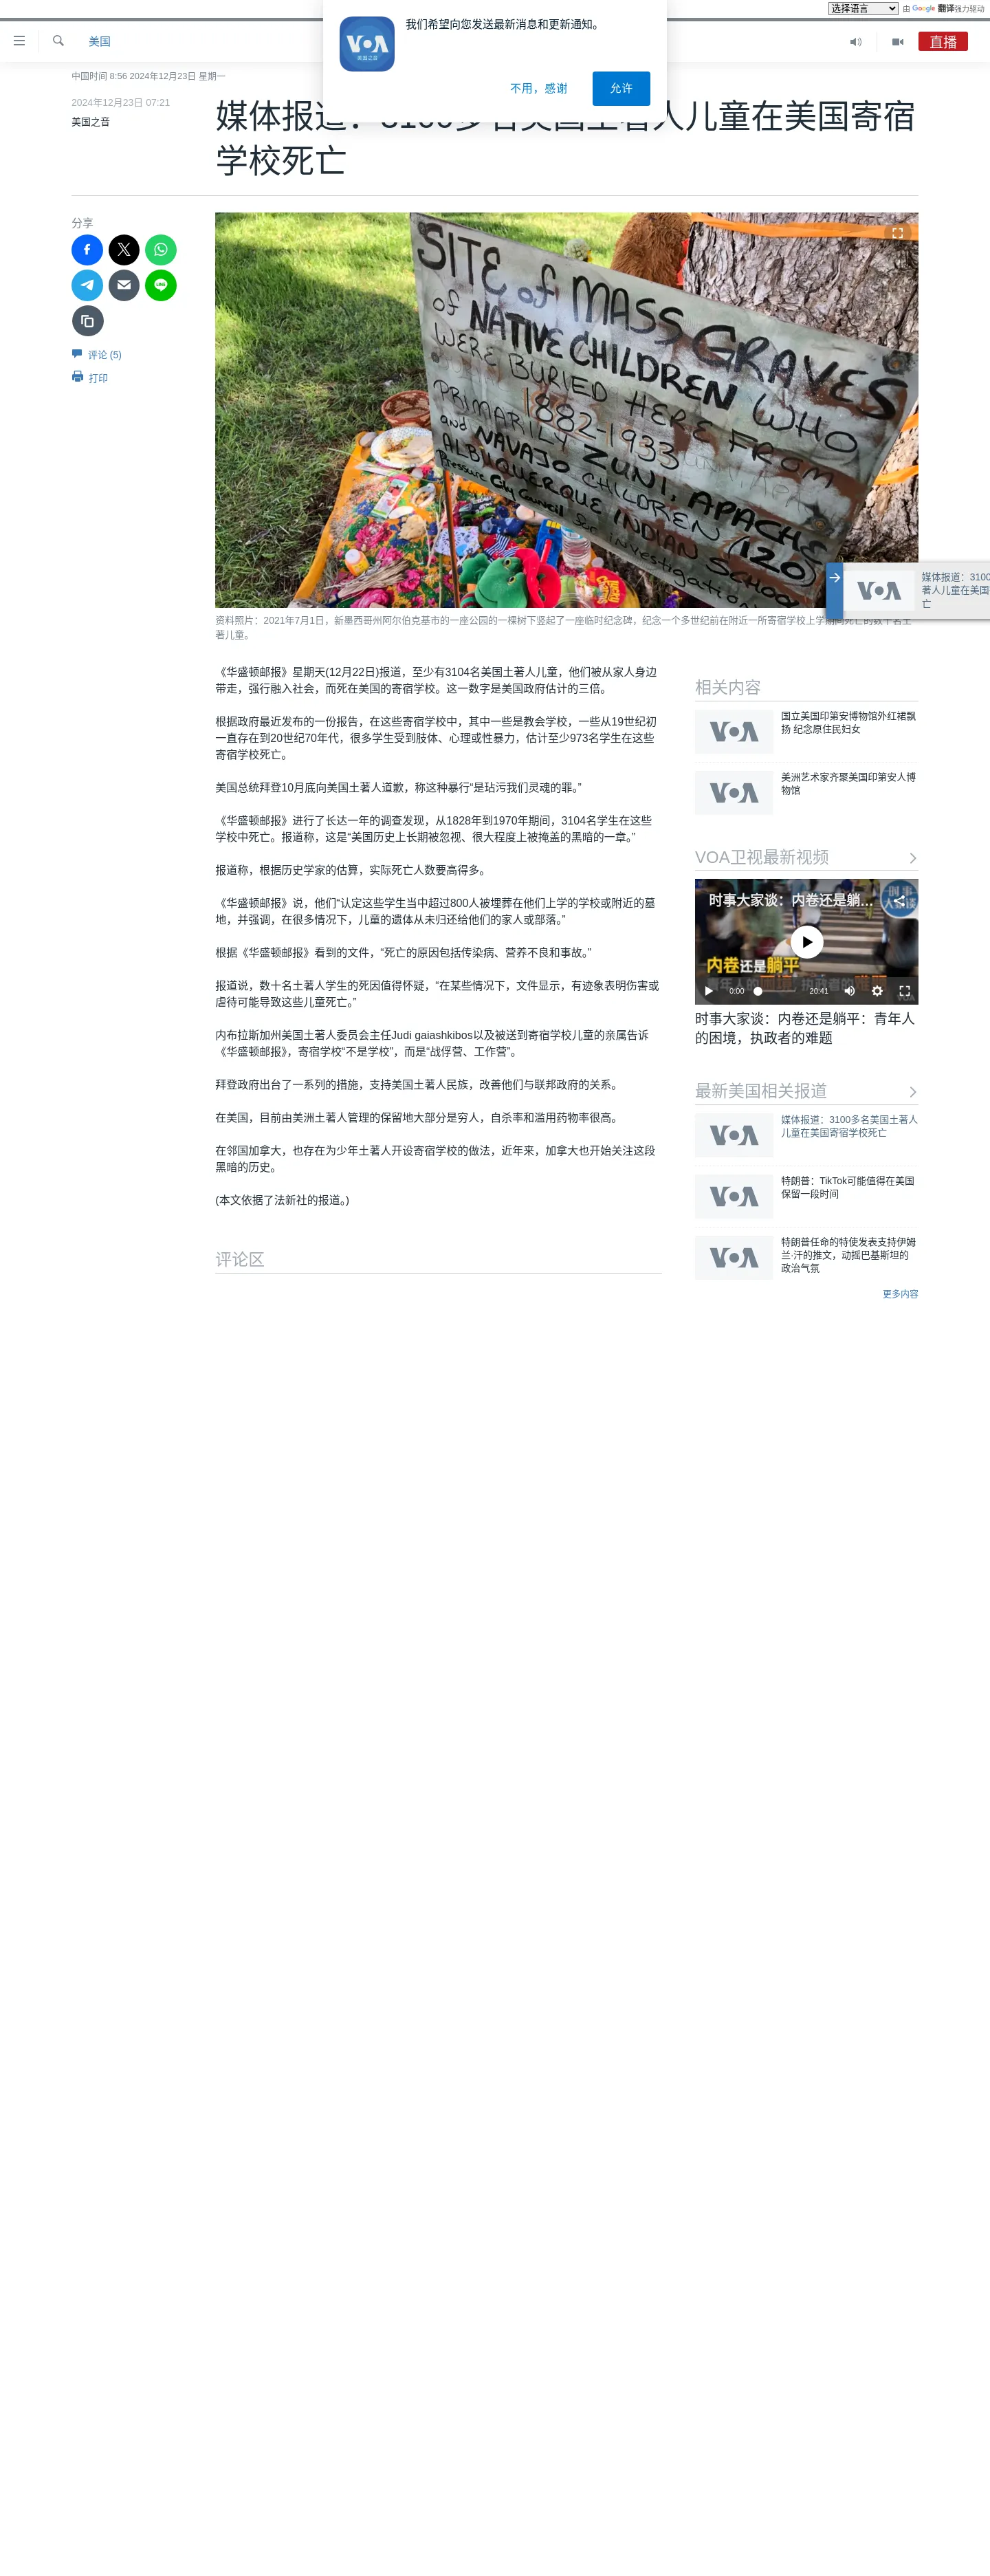 选择语言 由 Google 翻译强力驱动
我们希望向您发送最新消息和更新通知。
VOA
美国之音
不用，感谢
允许
美国
直播
中国时间 8:56 2024年12月23日 星期一
2024年12月23日 07:21
美国之音
媒体报道：3100多名美国土著人儿童在美国寄宿
学校死亡
分享
评论 (5)
打印
SITE of MASS GRAVES
of NATIVE CHILDREN WHO
WERE BURIED HERE FROM
1882-1933
PRIMARILY ZUNI, APACHE
and NAVAJO CHILDREN
ALBUQUERQUE INDIAN SCHOOL
120
资料照片：2021年7月1日，新墨西哥州阿尔伯克基市的一座公园的一棵树下竖起了一座临时纪念碑，纪念一个多世纪前在附近一所寄宿学校上学期间死亡的数十名土
著儿童。
VOA
媒体报道：3100
著人儿童在美国
亡
《华盛顿邮报》星期天(12月22日)报道，至少有3104名美国土著人儿童，他们被从家人身边
带走，强行融入社会，而死在美国的寄宿学校。这一数字是美国政府估计的三倍。
根据政府最近发布的一份报告，在这些寄宿学校中，其中一些是教会学校，一些从19世纪初
一直存在到20世纪70年代，很多学生受到肢体、心理或性暴力，估计至少973名学生在这些
寄宿学校死亡。
美国总统拜登10月底向美国土著人道歉，称这种暴行“是玷污我们灵魂的罪。”
《华盛顿邮报》进行了长达一年的调查发现，从1828年到1970年期间，3104名学生在这些
学校中死亡。报道称，这是“美国历史上长期被忽视、很大程度上被掩盖的黑暗的一章。”
报道称，根据历史学家的估算，实际死亡人数要高得多。
《华盛顿邮报》说，他们“认定这些学生当中超过800人被埋葬在他们上学的学校或附近的墓
地，并强调，在很多情况下，儿童的遗体从未归还给他们的家人或部落。”
根据《华盛顿邮报》看到的文件，“死亡的原因包括传染病、营养不良和事故。”
报道说，数十名土著人学生的死因值得怀疑，“在某些情况下，文件显示，有迹象表明伤害或
虐待可能导致这些儿童死亡。”
内布拉斯加州美国土著人委员会主任Judi gaiashkibos以及被送到寄宿学校儿童的亲属告诉
《华盛顿邮报》，寄宿学校“不是学校”，而是“战俘营、工作营”。
拜登政府出台了一系列的措施，支持美国土著人民族，改善他们与联邦政府的关系。
在美国，目前由美洲土著人管理的保留地大部分是穷人，自杀率和滥用药物率很高。
在邻国加拿大，也存在为少年土著人开设寄宿学校的做法，近年来，加拿大也开始关注这段
黑暗的历史。
(本文依据了法新社的报道。)
评论区
相关内容
VOA
国立美国印第安博物馆外红裙飘
扬 纪念原住民妇女
VOA
美洲艺术家齐聚美国印第安人博
物馆
VOA卫视最新视频
时事大家谈：内卷还是躺…
内卷还是躺平
0:00
20:41
时事大家谈：内卷还是躺平：青年人
的困境，执政者的难题
最新美国相关报道
VOA
媒体报道：3100多名美国土著人
儿童在美国寄宿学校死亡
VOA
特朗普：TikTok可能值得在美国
保留一段时间
VOA
特朗普任命的特使发表支持伊姆
兰·汗的推文，动摇巴基斯坦的
政治气氛
更多内容